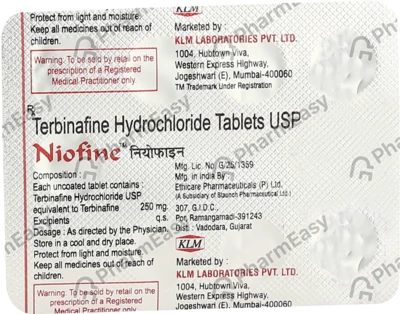 Protect from light and moisture.
Keep all medicines out of reach of
children.
Warning: To be sold by retail on the
prescription of a Registered
Medical Practitioner only.
KLM
Marketed by :
KLM LABORATORIES PVT. LTD.
1004, Hubtown Viva,
Western Express Highway,
Jogeshwari (E), Mumbai-400060
TM Trademark Under Registration
Rx
Terbinafine Hydrochloride Tablets USP
Niofine™ नियोफाइन
Composition :
Each uncoated tablet contains :
Terbinafine Hydrochloride USP
equivalent to Terbinafine 250 mg.
Excipients q.s.
Dosage : As directed by the Physician.
Store in a cool and dry place.
Protect from light and moisture.
Keep all medicines out of reach of
children.
Warning: To be sold by retail on the
prescription of a Registered
Medical Practitioner only.
Mfg. Lic. No. G/25/1359
Mfg. in India By :
Ethicare Pharmaceuticals (P) Ltd.
(A Subsidiary of Staunch Pharmaceutical Ltd.)
307, G.I.D.C.,
Por, Ramangamadi-391243
Dist : Vadodara, Gujarat
KLM
Marketed by :
KLM LABORATORIES PVT. LTD.
1004, Hubtown Viva,
Western Express Highway,
Jogeshwari (E), Mumbai-400060
PharmEasy